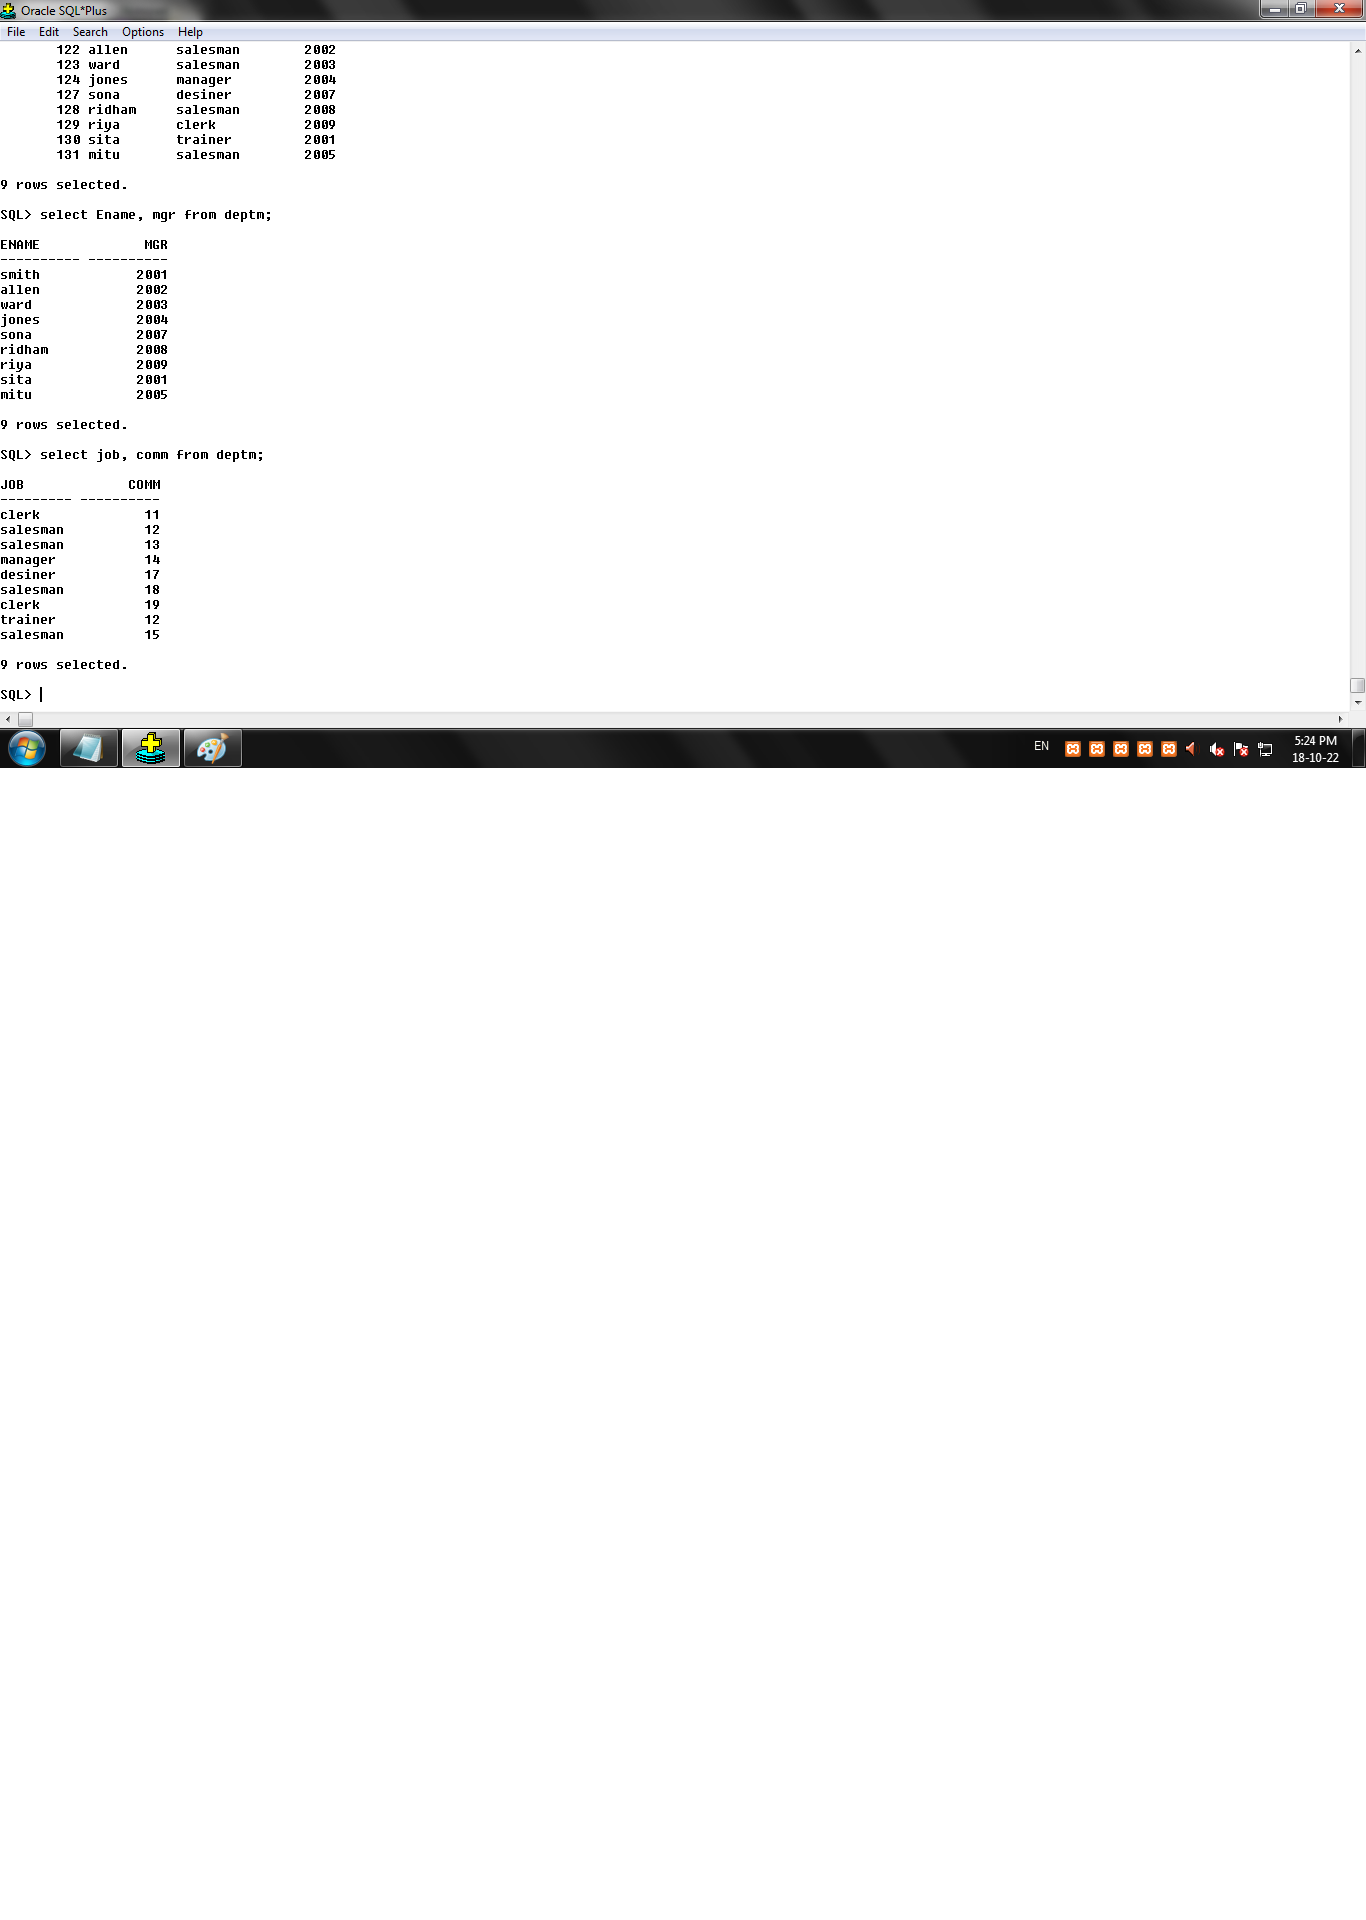 Oracle SQL*Plus
File Edit Search Options Help
122 allen salesman 2002
123 ward salesman 2003
124 jones manager 2004
127 sona desiner 2007
128 ridham salesman 2008
129 riya clerk 2009
130 sita trainer 2001
131 mitu salesman 2005
9 rows selected.
SQL> select Ename, mgr from deptm;
ENAME MGR
---------- ----------
smith 2001
allen 2002
ward 2003
jones 2004
sona 2007
ridham 2008
riya 2009
sita 2001
mitu 2005
9 rows selected.
SQL> select job, comm from deptm;
JOB COMM
--------- ----------
clerk 11
salesman 12
salesman 13
manager 14
desiner 17
salesman 18
clerk 19
trainer 12
salesman 15
9 rows selected.
SQL>
EN
5:24 PM
18-10-22